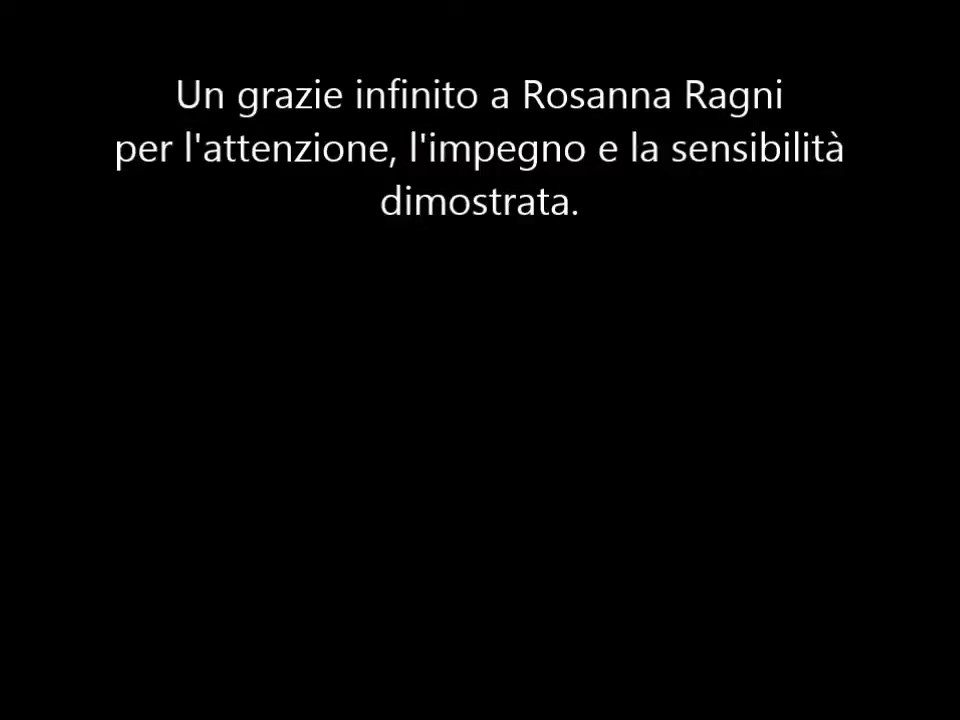 Un grazie infinito a Rosanna Ragni
per l'attenzione, l'impegno e la sensibilità
dimostrata.